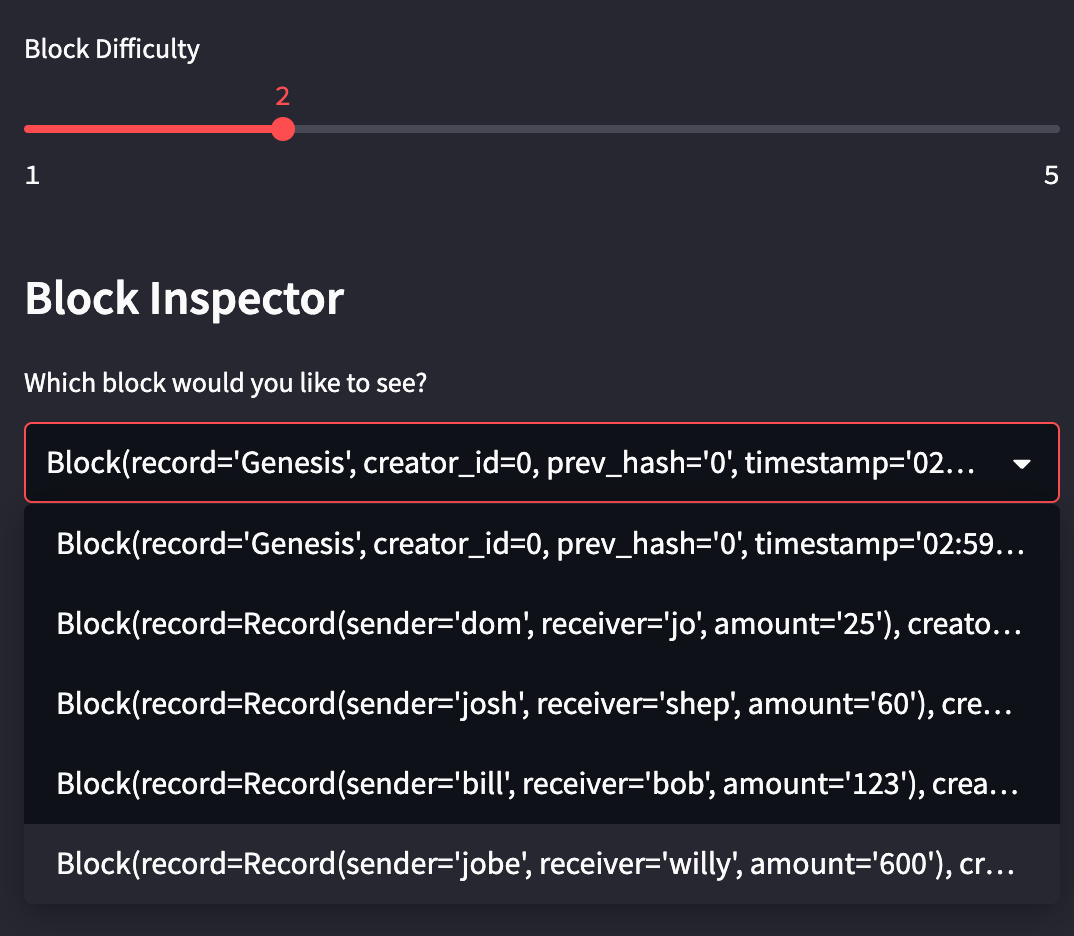 Block Difficulty
2
1 5
Block Inspector
Which block would you like to see?
Block(record='Genesis', creator_id=0, prev_hash='0', timestamp='02...
Block(record='Genesis', creator_id=0, prev_hash='0', timestamp='02:59...
Block(record=Record(sender='dom', receiver='jo', amount='25'), creato...
Block(record=Record(sender='josh', receiver='shep', amount='60'), cre...
Block(record=Record(sender='bill', receiver='bob', amount='123'), crea...
Block(record=Record(sender='jobe', receiver='willy', amount='600'), cr...